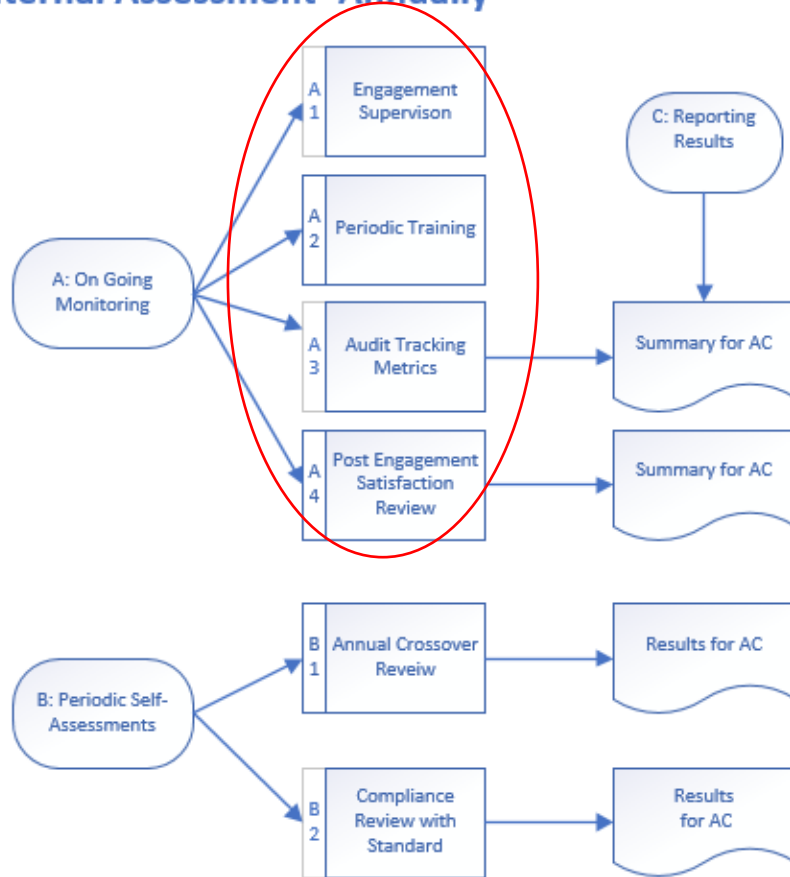 Assessment Annually
A
1
Engagement
Supervison
C: Reporting
Results
A
2
Periodic Training
A: On Going
Monitoring
A
3
Audit Tracking
Metrics
Summary for AC
A
4
Post Engagement
Satisfaction
Review
Summary for AC
B
1
Annual Crossover
Reveiw
Results for AC
B: Periodic Self-
Assessments
B
2
Compliance
Review with
Standard
Results
for AC